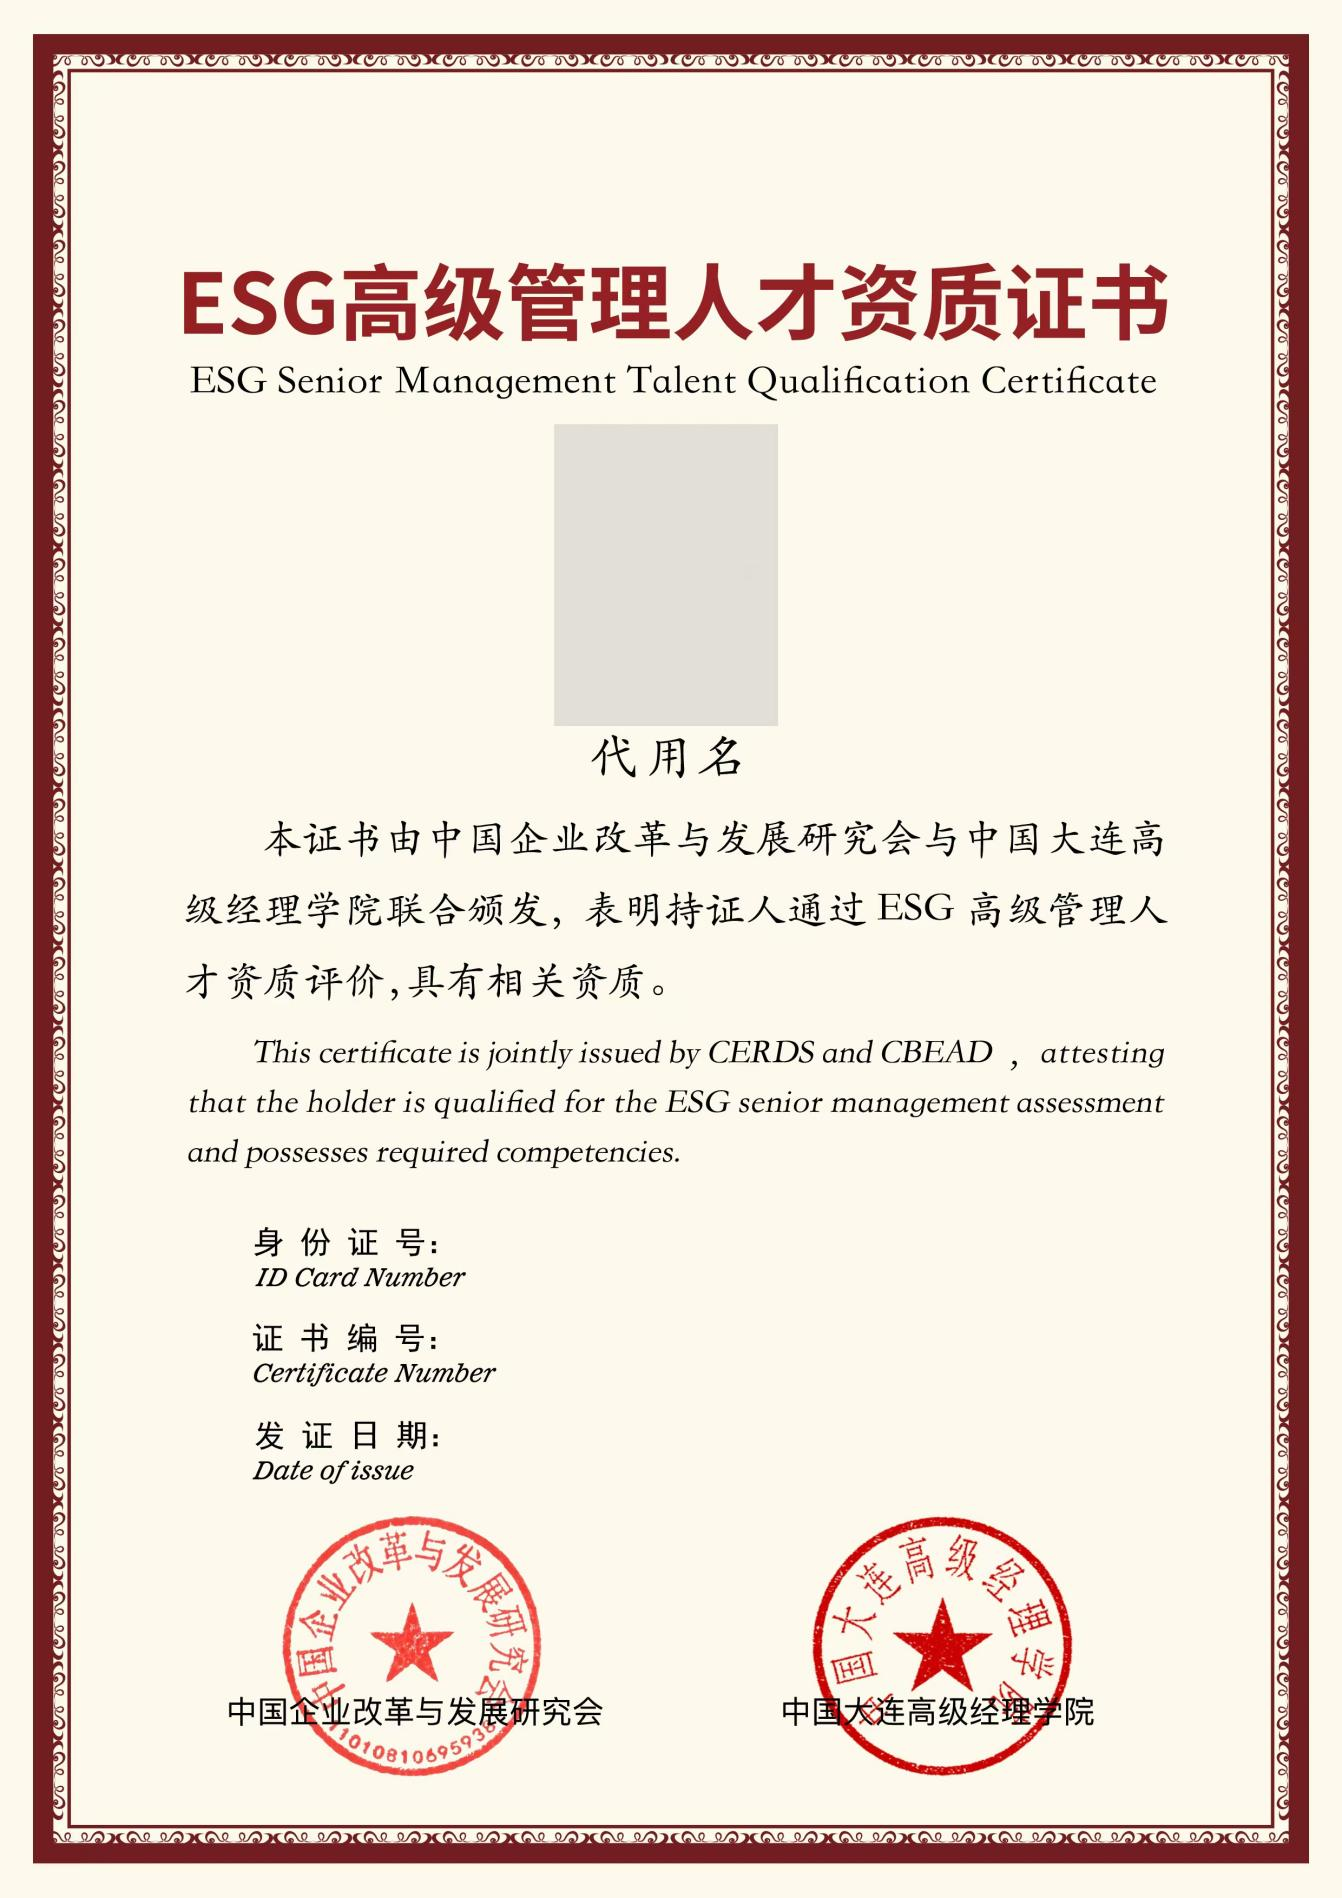 ESG高级管理人才资质证书
ESG Senior Management Talent Qualification Certificate
代用名
本证书由中国企业改革与发展研究会与中国大连高
级经理学院联合颁发，表明持证人通过 ESG 高级管理人
才资质评价,具有相关资质。
This certificate is jointly issued by CERDS and CBEAD ，attesting
that the holder is qualified for the ESG senior management assessment
and possesses required competencies.
身 份 证 号:
ID Card Number
证 书 编 号:
Certificate Number
发 证 日 期:
Date of issue
中国企业改革与发展研究会
中国大连高级经理学院
中国企业改革与发展研究会
中国大连高级经理学院
1101081069593​8